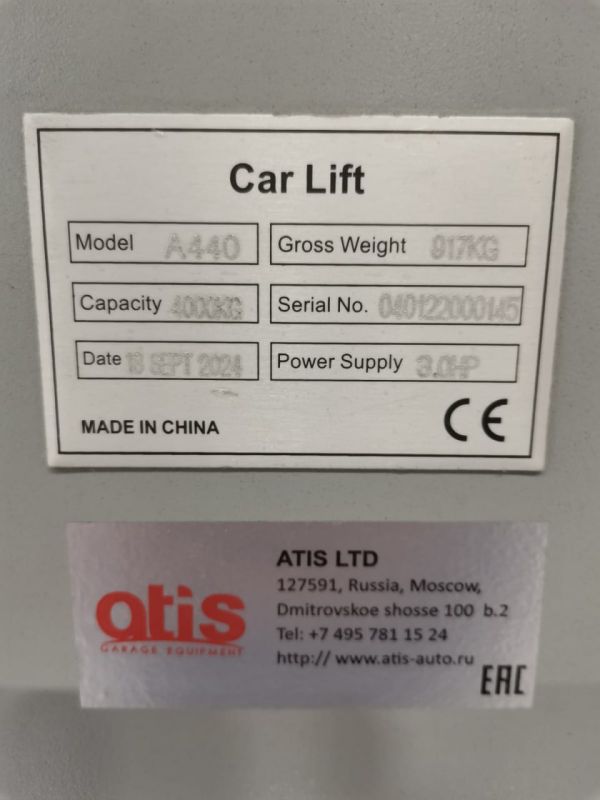 Car Lift
Model A440
Gross Weight 917KG
Capacity 4000KG
Serial No. 040122000145
Date 18 SEPT 2024
Power Supply 3.0HP
MADE IN CHINA
CE
atis
GARAGE EQUIPMENT
ATIS LTD
127591, Russia, Moscow,
Dmitrovskoe shosse 100 b.2
Tel: +7 495 781 15 24
http:// www.atis-auto.ru
EAC